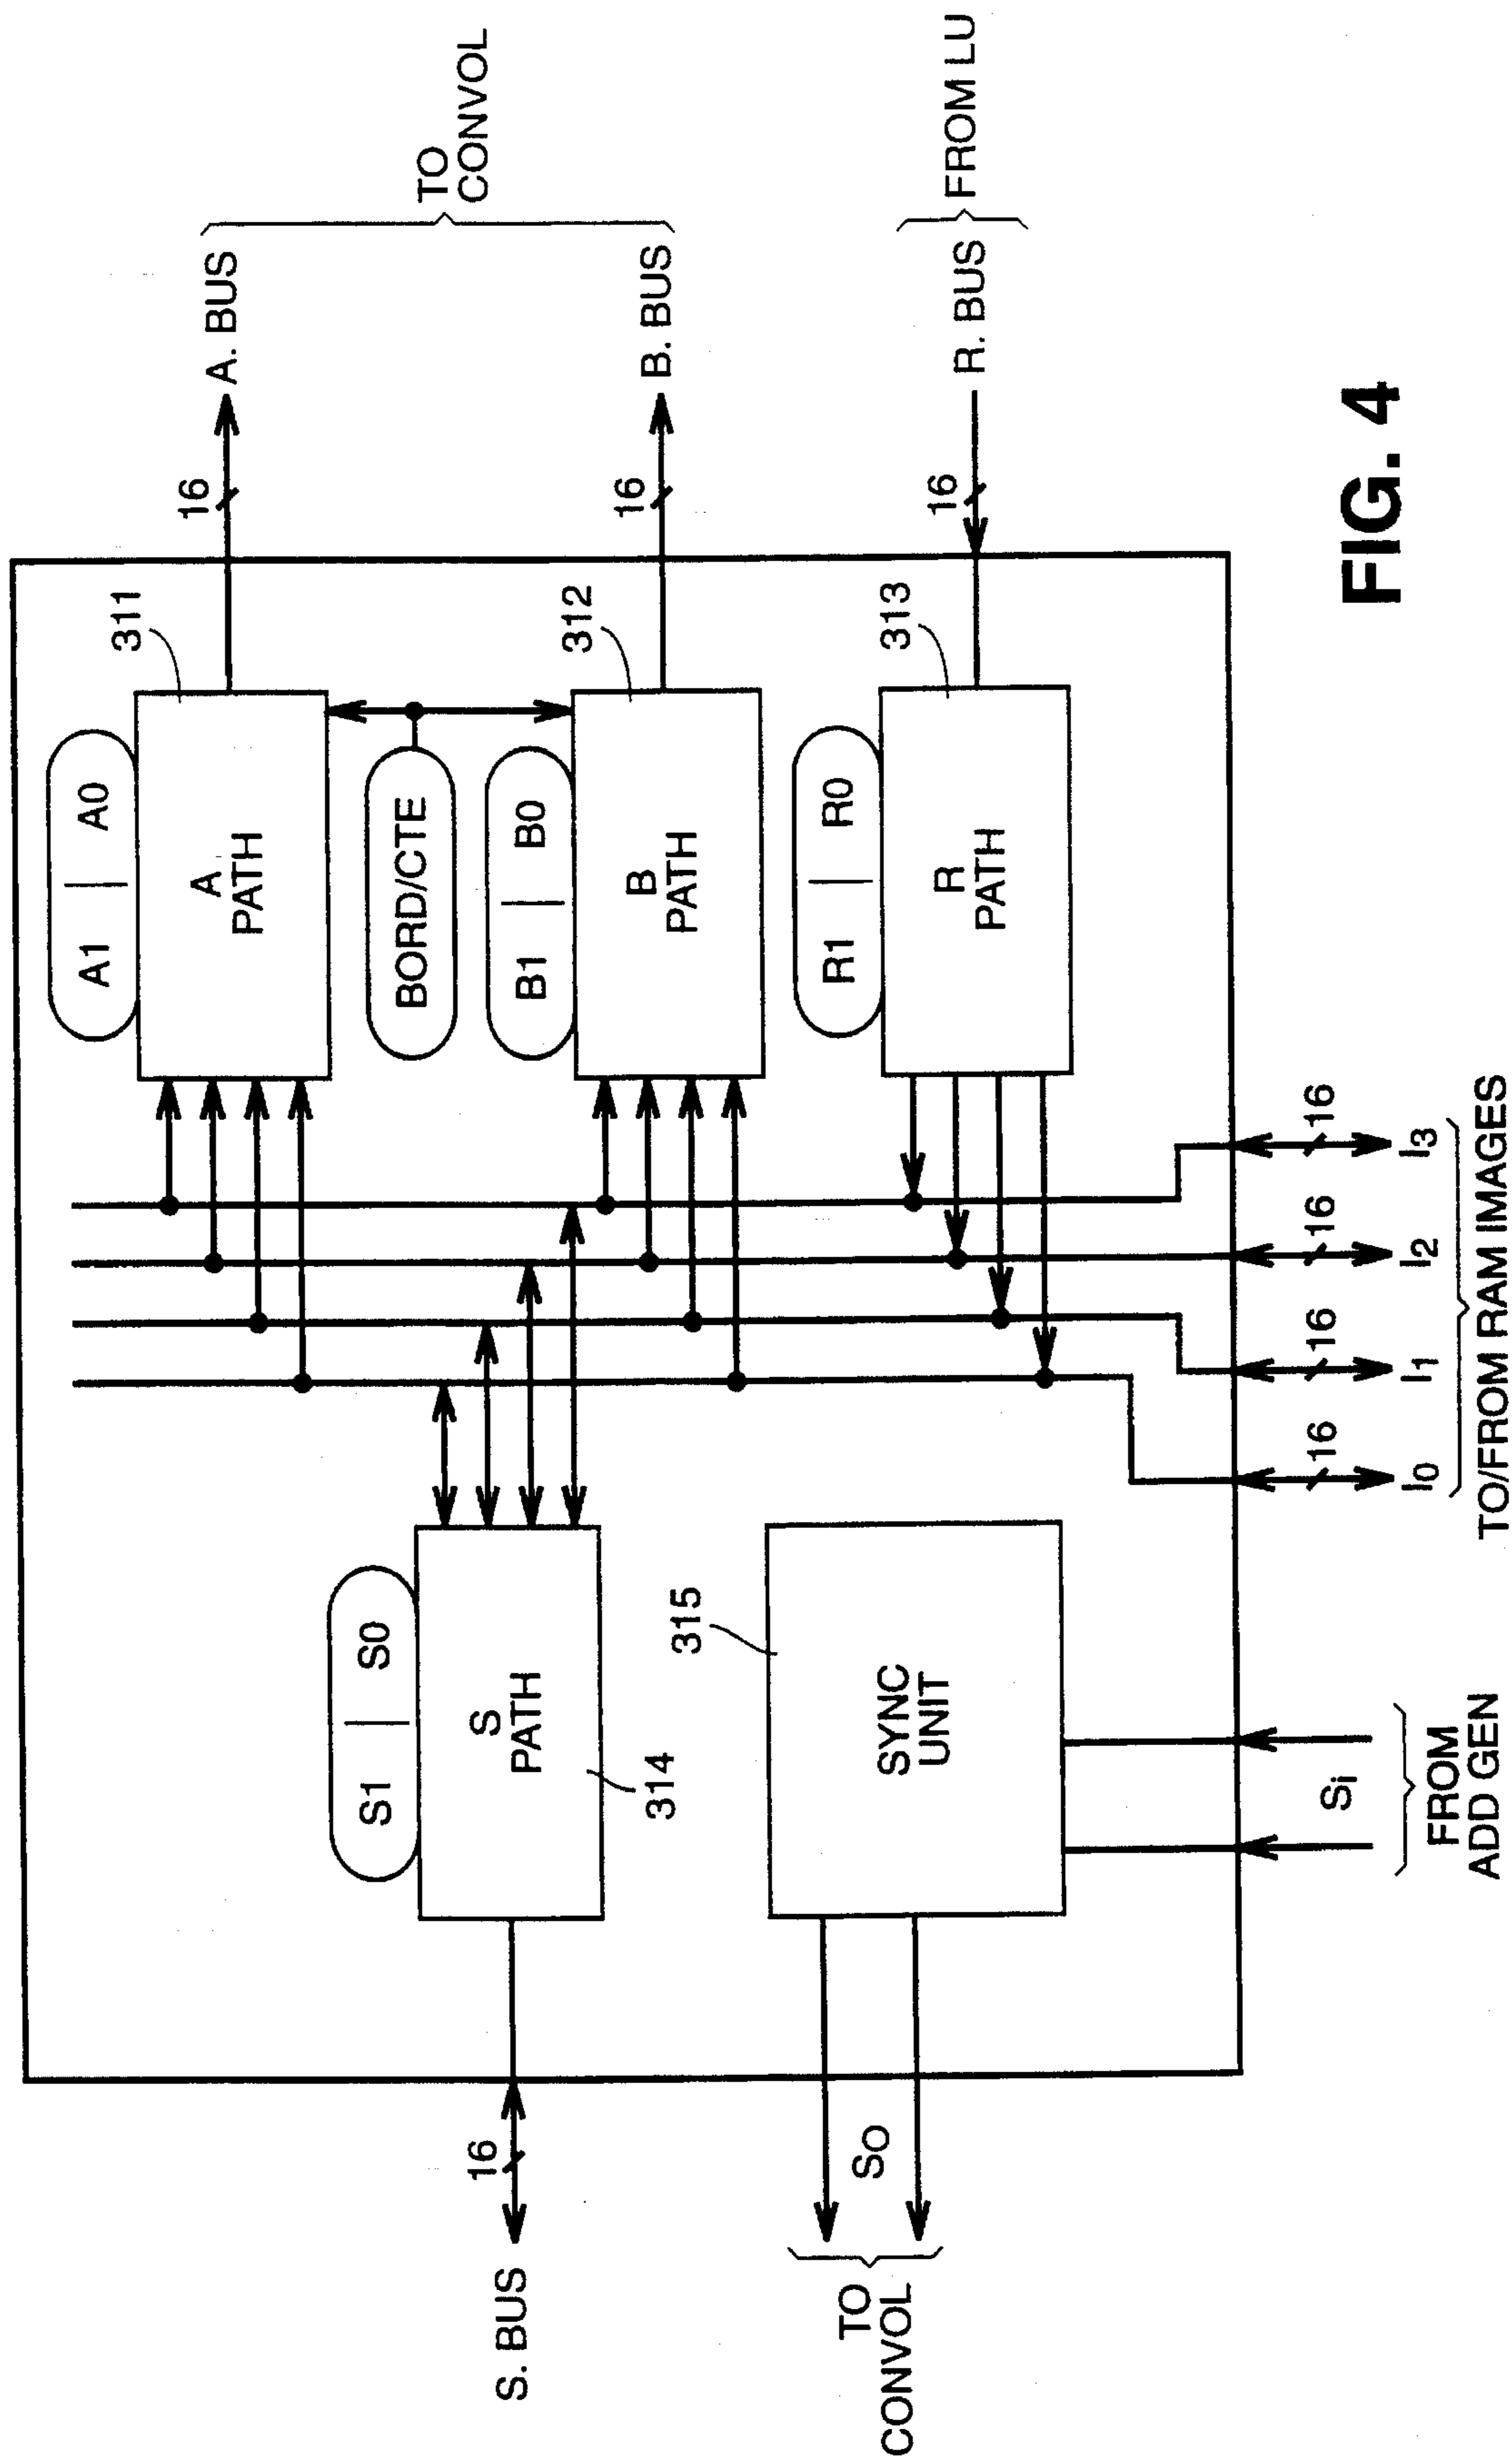 A1 | A0
A
PATH
311
16
A. BUS
BORD/CTE
TO
CONVOL
S1 | S0
S
PATH
314
16
S. BUS
B1 | B0
B
PATH
312
16
B. BUS
315
SYNC
UNIT
SO
TO
CONVOL
R1 | R0
R
PATH
313
16
R. BUS
FROM LU
Si
FROM
ADD GEN
16
16
16
16
I0
I1
I2
I3
TO/FROM RAM IMAGES
FIG. 4